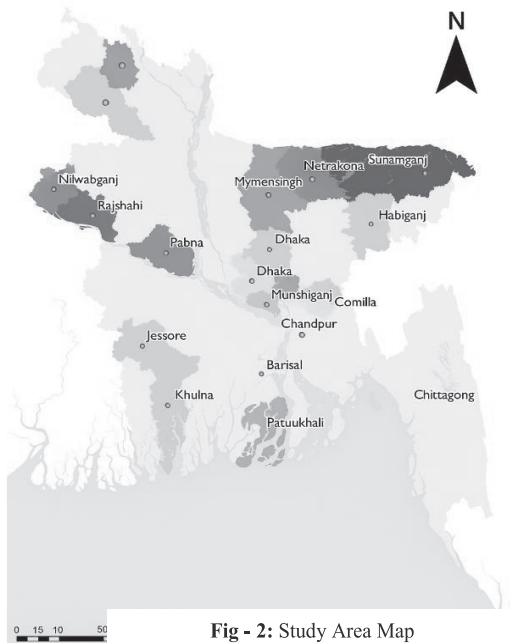 N
Netrakona
Sunamganj
Nilwabganj
Mymensingh
Rajshahi
Habiganj
Pabna
Dhaka
Dhaka
Munshiganj
Comilla
Chandpur
Jessore
Barisal
Khulna
Chittagong
Patuukhali
0 15 10 50
Fig - 2: Study Area Map